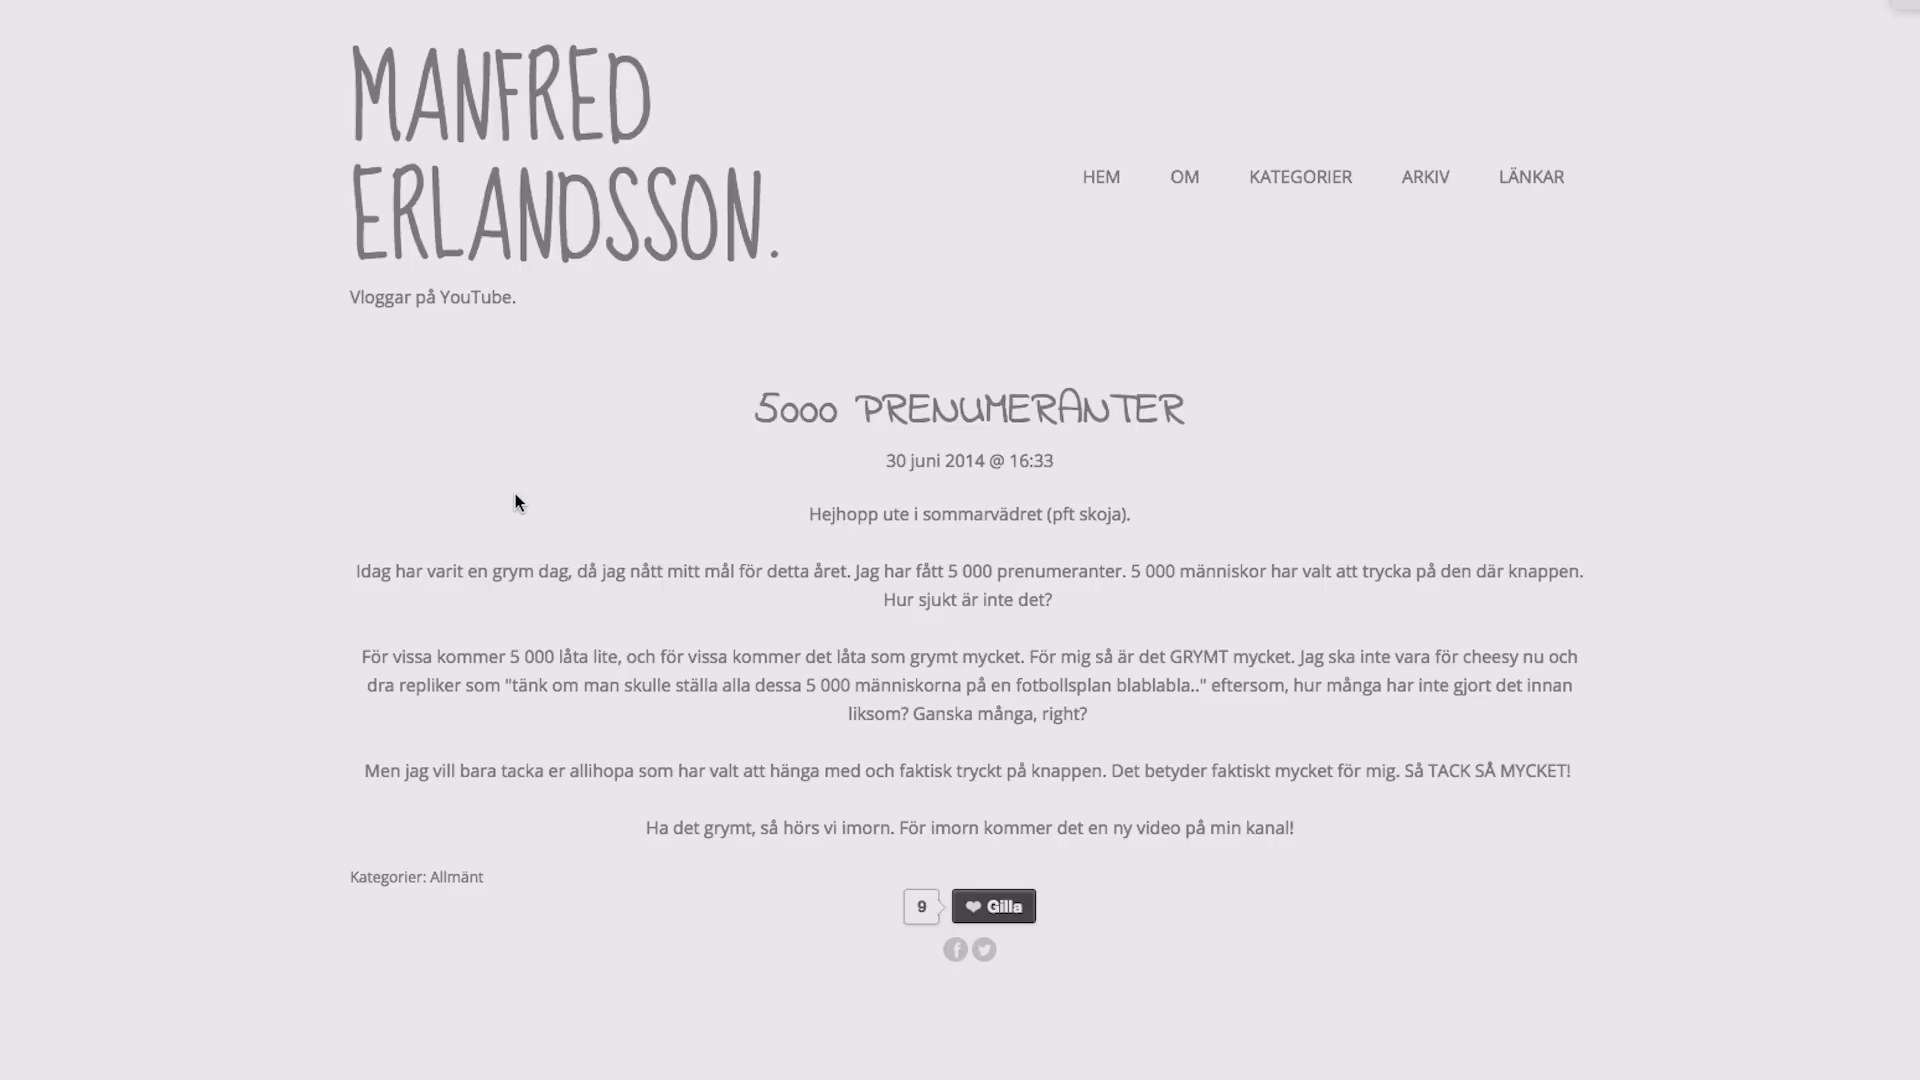 MANFRED
ERLANDSSON.
HEM OM KATEGORIER ARKIV LÄNKAR
Vloggar på YouTube.
5000 PRENUMERANTER
30 juni 2014 @ 16:33
Hejhopp ute i sommarvädret (pft skoja).
Idag har varit en grym dag, då jag nått mitt mål för detta året. Jag har fått 5 000 prenumeranter. 5 000 människor har valt att trycka på den där knappen.
Hur sjukt är inte det?
För vissa kommer 5 000 låta lite, och för vissa kommer det låta som grymt mycket. För mig så är det GRYMT mycket. Jag ska inte vara för cheesy nu och
dra repliker som "tänk om man skulle ställa alla dessa 5 000 människorna på en fotbollsplan blablabla.." eftersom, hur många har inte gjort det innan
liksom? Ganska många, right?
Men jag vill bara tacka er allihopa som har valt att hänga med och faktisk tryckt på knappen. Det betyder faktiskt mycket för mig. Så TACK SÅ MYCKET!
Ha det grymt, så hörs vi imorn. För imorn kommer det en ny video på min kanal!
Kategorier: Allmänt
9 Gilla